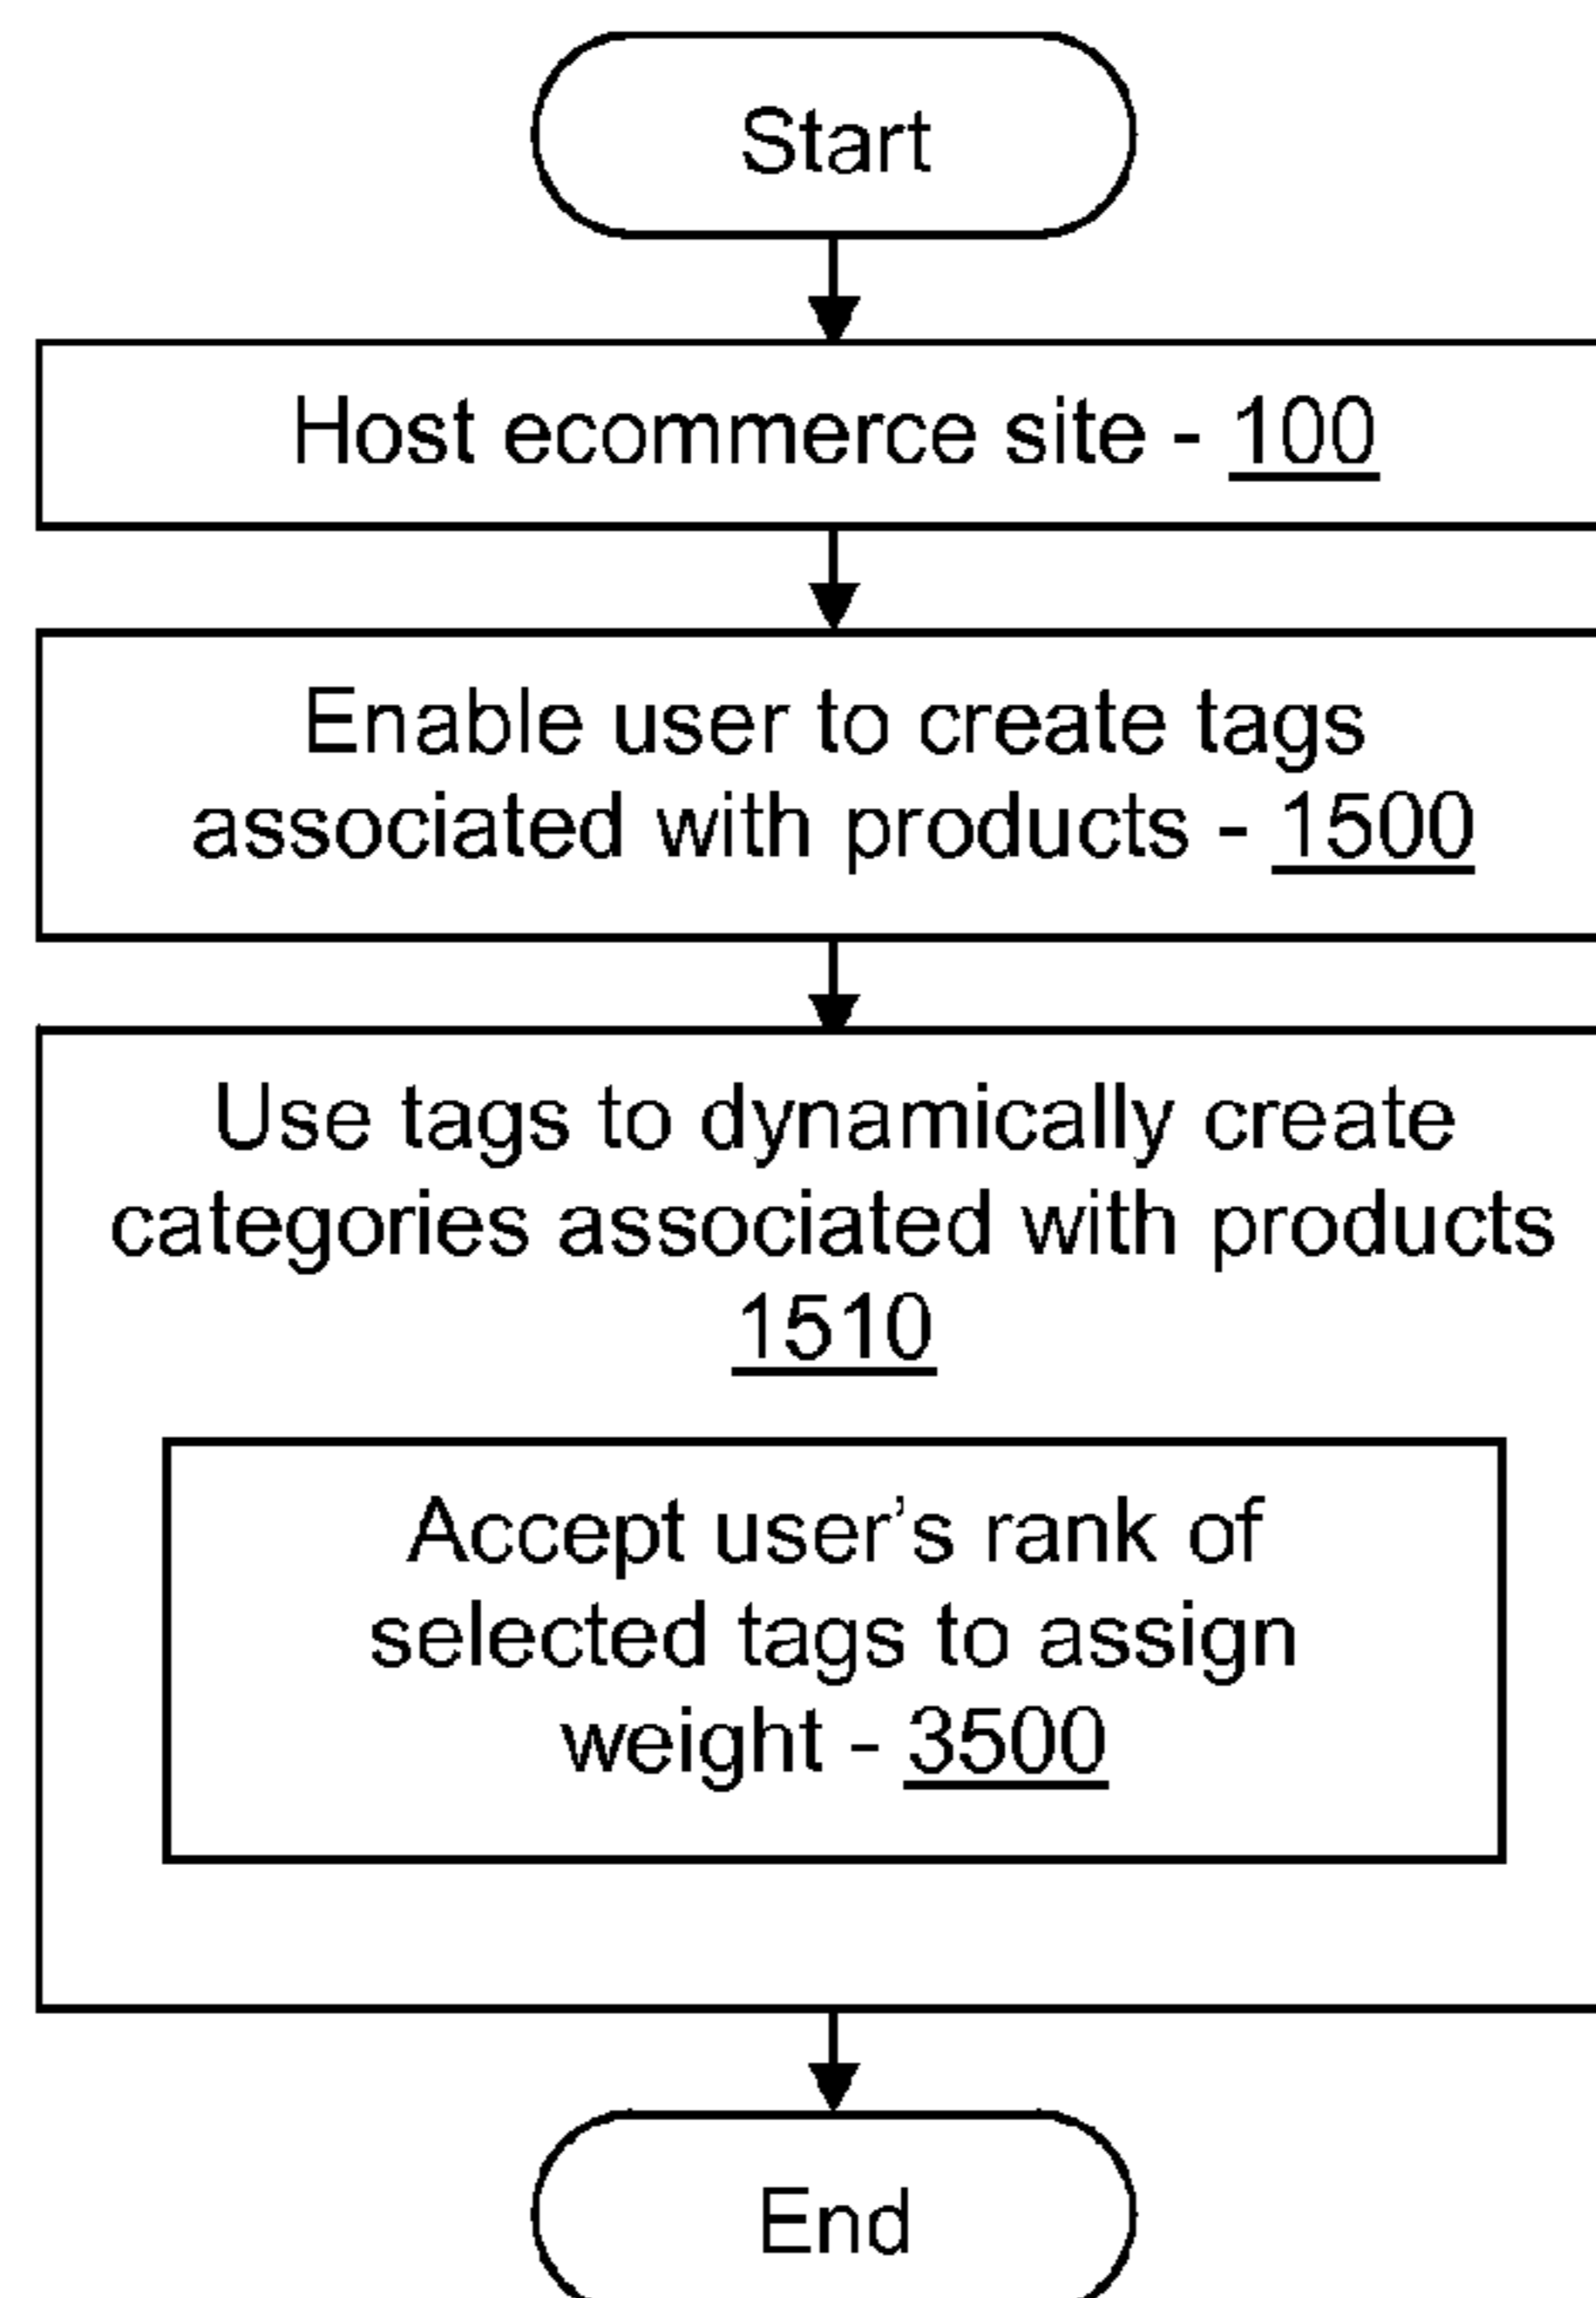 Start
Host ecommerce site - 100
Enable user to create tags
associated with products - 1500
Use tags to dynamically create
categories associated with products
1510
Accept user's rank of
selected tags to assign
weight - 3500
End